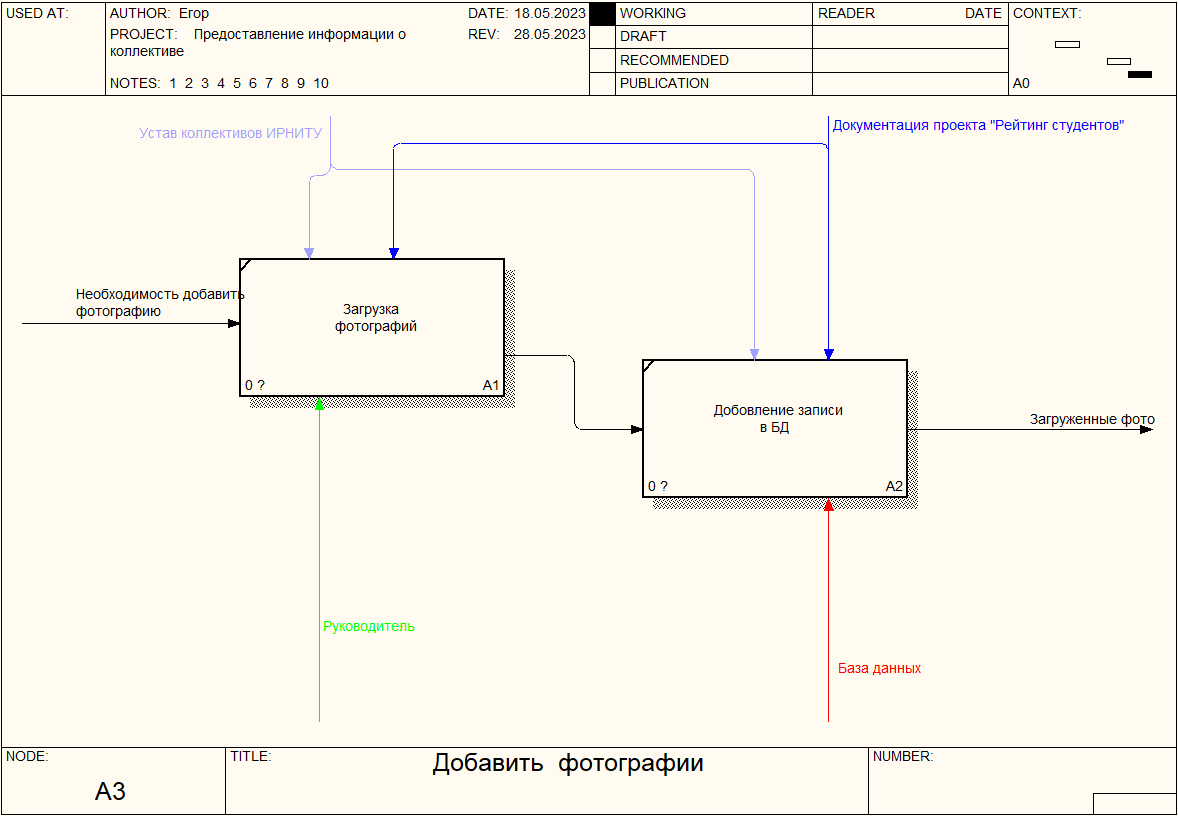 USED AT:
AUTHOR: Егор
DATE: 18.05.2023
PROJECT: Предоставление информации о
коллективе
REV: 28.05.2023
NOTES: 1 2 3 4 5 6 7 8 9 10
WORKING
DRAFT
RECOMMENDED
PUBLICATION
READER DATE
CONTEXT:
A0
Устав коллективов ИРНИТУ
Документация проекта "Рейтинг студентов"
Необходимость добавить
фотографию
Загрузка
фотографий
0 ? A1
Добовление записи
в БД
0 ? A2
Загруженные фото
Руководитель
База данных
NODE:
A3
TITLE:
Добавить фотографии
NUMBER: